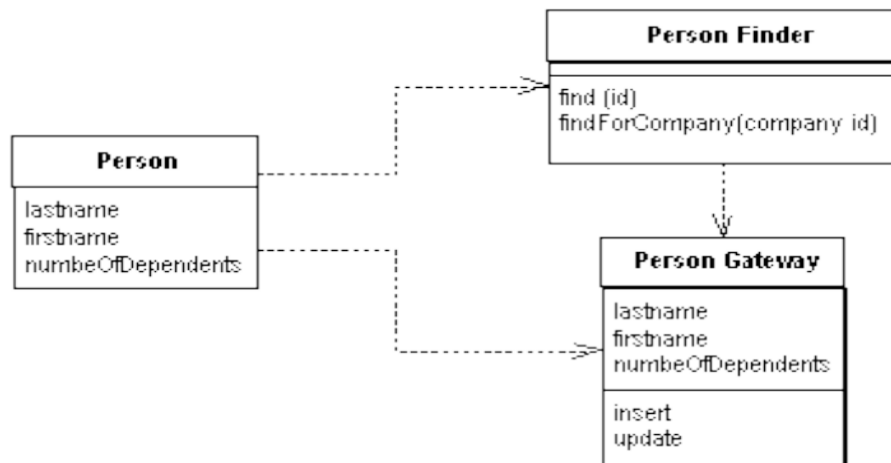 Person Finder
find (id)
findForCompany(company id)
Person
lastname
firstname
numbeOfDependents
Person Gateway
lastname
firstname
numbeOfDependents
insert
update